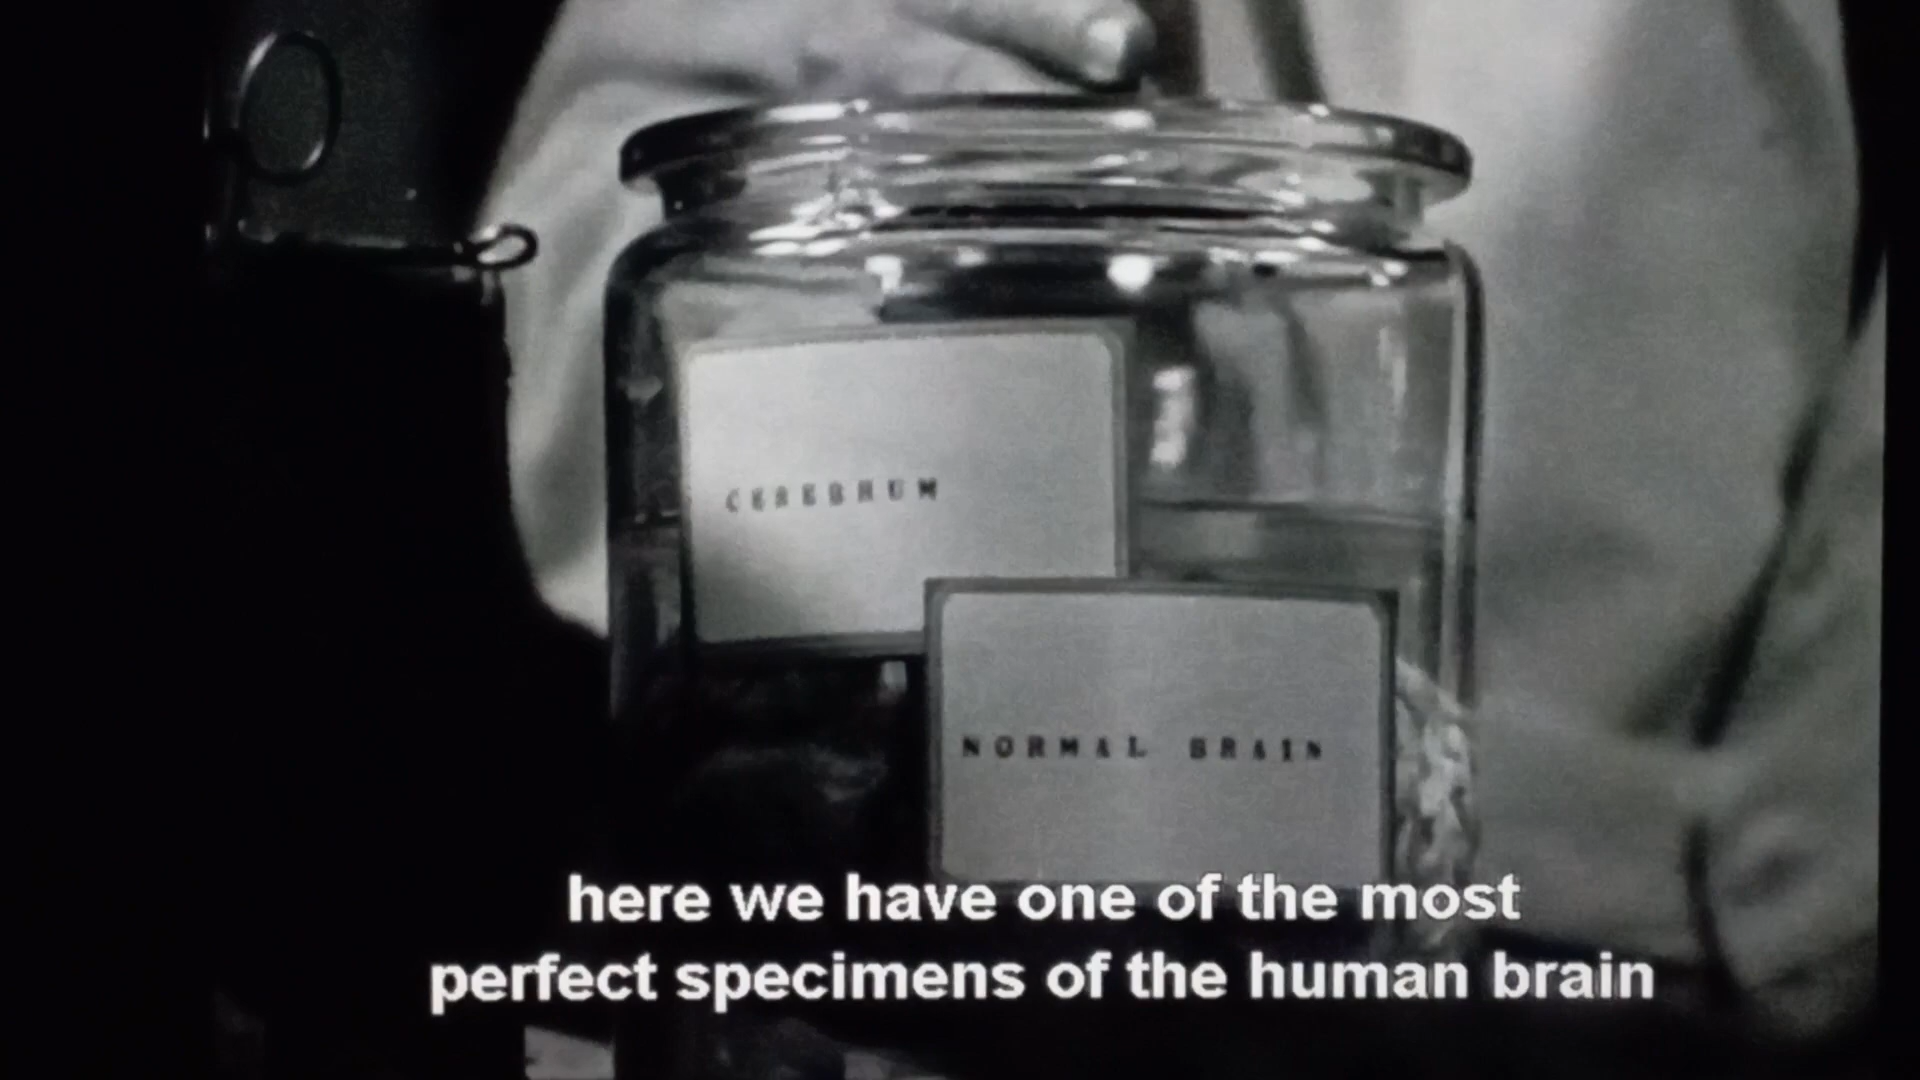 CEREBRUM
NORMAL BRAIN
here we have one of the most
perfect specimens of the human brain